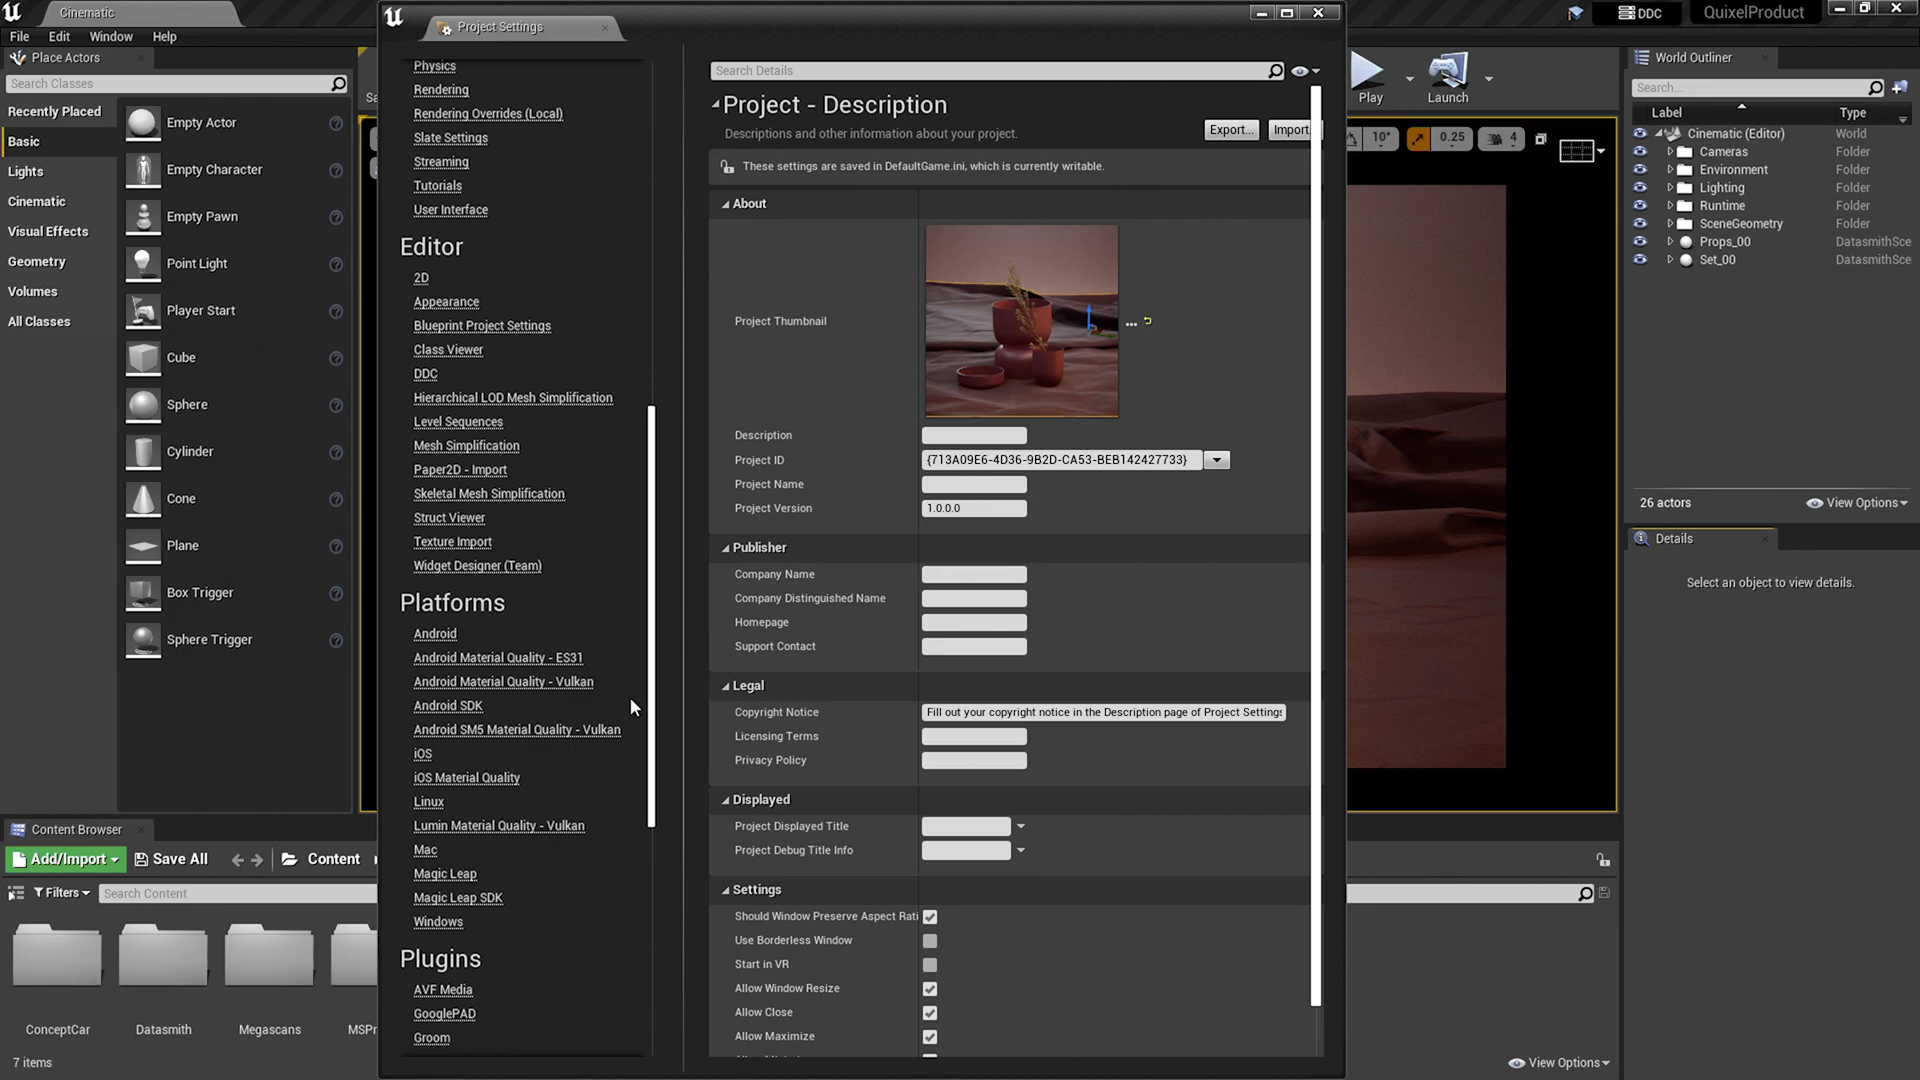 Cinematic
File Edit Window Help
Place Actors
Search Classes
Recently Placed
Basic
Lights
Cinematic
Visual Effects
Geometry
Volumes
All Classes
Empty Actor
Empty Character
Empty Pawn
Point Light
Player Start
Cube
Sphere
Cylinder
Cone
Plane
Box Trigger
Sphere Trigger
Content Browser
Add/Import Save All Content
Filters Search Content
ConceptCar Datasmith Megascans MSPr
7 items
Project Settings
Physics
Rendering
Rendering Overrides (Local)
Slate Settings
Streaming
Tutorials
User Interface
Editor
2D
Appearance
Blueprint Project Settings
Class Viewer
DDC
Hierarchical LOD Mesh Simplification
Level Sequences
Mesh Simplification
Paper2D - Import
Skeletal Mesh Simplification
Struct Viewer
Texture Import
Widget Designer (Team)
Platforms
Android
Android Material Quality - ES31
Android Material Quality - Vulkan
Android SDK
Android SM5 Material Quality - Vulkan
iOS
iOS Material Quality
Linux
Lumin Material Quality - Vulkan
Mac
Magic Leap
Magic Leap SDK
Windows
Plugins
AVF Media
GooglePAD
Groom
Search Details
Project - Description
Descriptions and other information about your project.
Export... Import
These settings are saved in DefaultGame.ini, which is currently writable.
About
Project Thumbnail
Description
Project ID {713A09E6-4D36-9B2D-CA53-BEB142427733}
Project Name
Project Version 1.0.0.0
Publisher
Company Name
Company Distinguished Name
Homepage
Support Contact
Legal
Copyright Notice Fill out your copyright notice in the Description page of Project Settings
Licensing Terms
Privacy Policy
Displayed
Project Displayed Title
Project Debug Title Info
Settings
Should Window Preserve Aspect Rati
Use Borderless Window
Start in VR
Allow Window Resize
Allow Close
Allow Maximize
DDC QuixelProduct
Play Launch
10° 0.25 4
World Outliner
Search...
Label Type
Cinematic (Editor) World
Cameras Folder
Environment Folder
Lighting Folder
Runtime Folder
SceneGeometry Folder
Props_00 DatasmithSce
Set_00 DatasmithSce
26 actors View Options
Details
Select an object to view details.
View Options